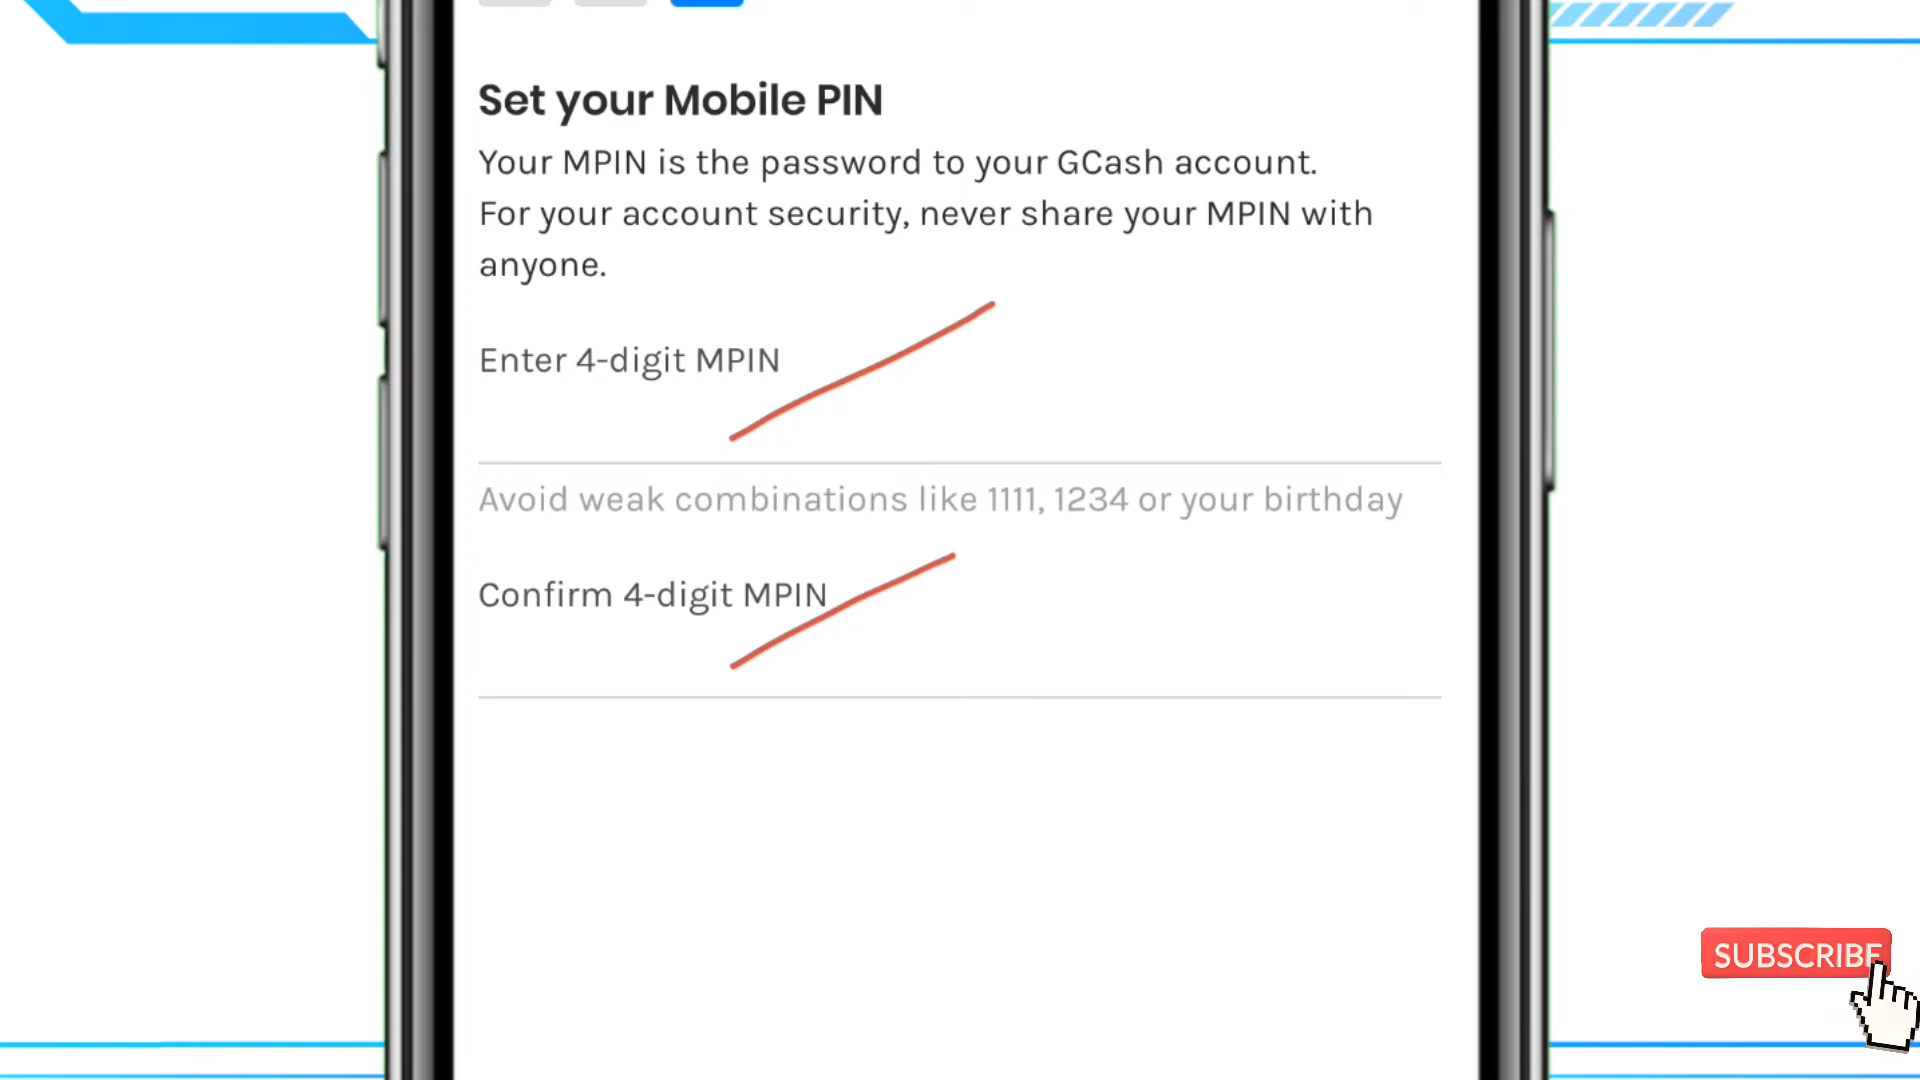 Set your Mobile PIN
Your MPIN is the password to your GCash account.
For your account security, never share your MPIN with
anyone.
Enter 4-digit MPIN
Avoid weak combinations like 1111, 1234 or your birthday
Confirm 4-digit MPIN
SUBSCRIBE